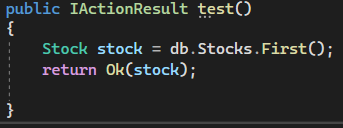 public IActionResult test()
{
Stock stock = db.Stocks.First();
return Ok(stock);
}